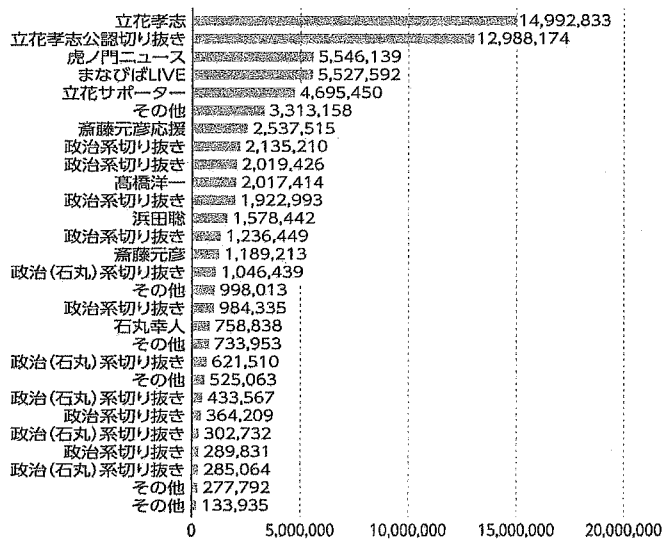 立花孝志 14,992,833
立花孝志公認切り抜き 12,988,174
虎ノ門ニュース 5,546,139
まなびばLIVE 5,527,592
立花サポーター 4,695,450
その他 3,313,158
斎藤元彦応援 2,537,515
政治系切り抜き 2,135,210
政治系切り抜き 2,019,426
髙橋洋一 2,017,414
政治系切り抜き 1,922,993
浜田聡 1,578,442
政治系切り抜き 1,236,449
斎藤元彦 1,189,213
政治(石丸)系切り抜き 1,046,439
その他 998,013
政治系切り抜き 984,335
石丸幸人 758,838
その他 733,953
政治(石丸)系切り抜き 621,510
その他 525,063
政治(石丸)系切り抜き 433,567
政治系切り抜き 364,209
政治(石丸)系切り抜き 302,732
政治系切り抜き 289,831
政治(石丸)系切り抜き 285,064
その他 277,792
その他 133,935
0 5,000,000 10,000,000 15,000,000 20,000,000